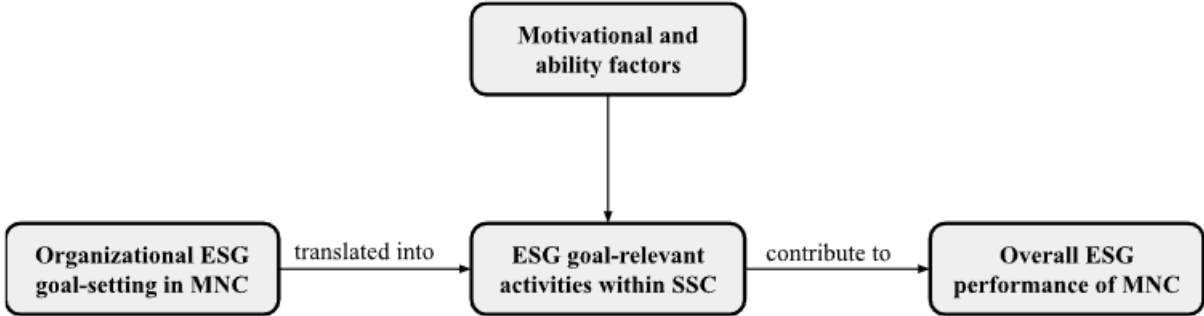 Motivational and
ability factors
Organizational ESG
goal-setting in MNC
translated into
ESG goal-relevant
activities within SSC
contribute to
Overall ESG
performance of MNC